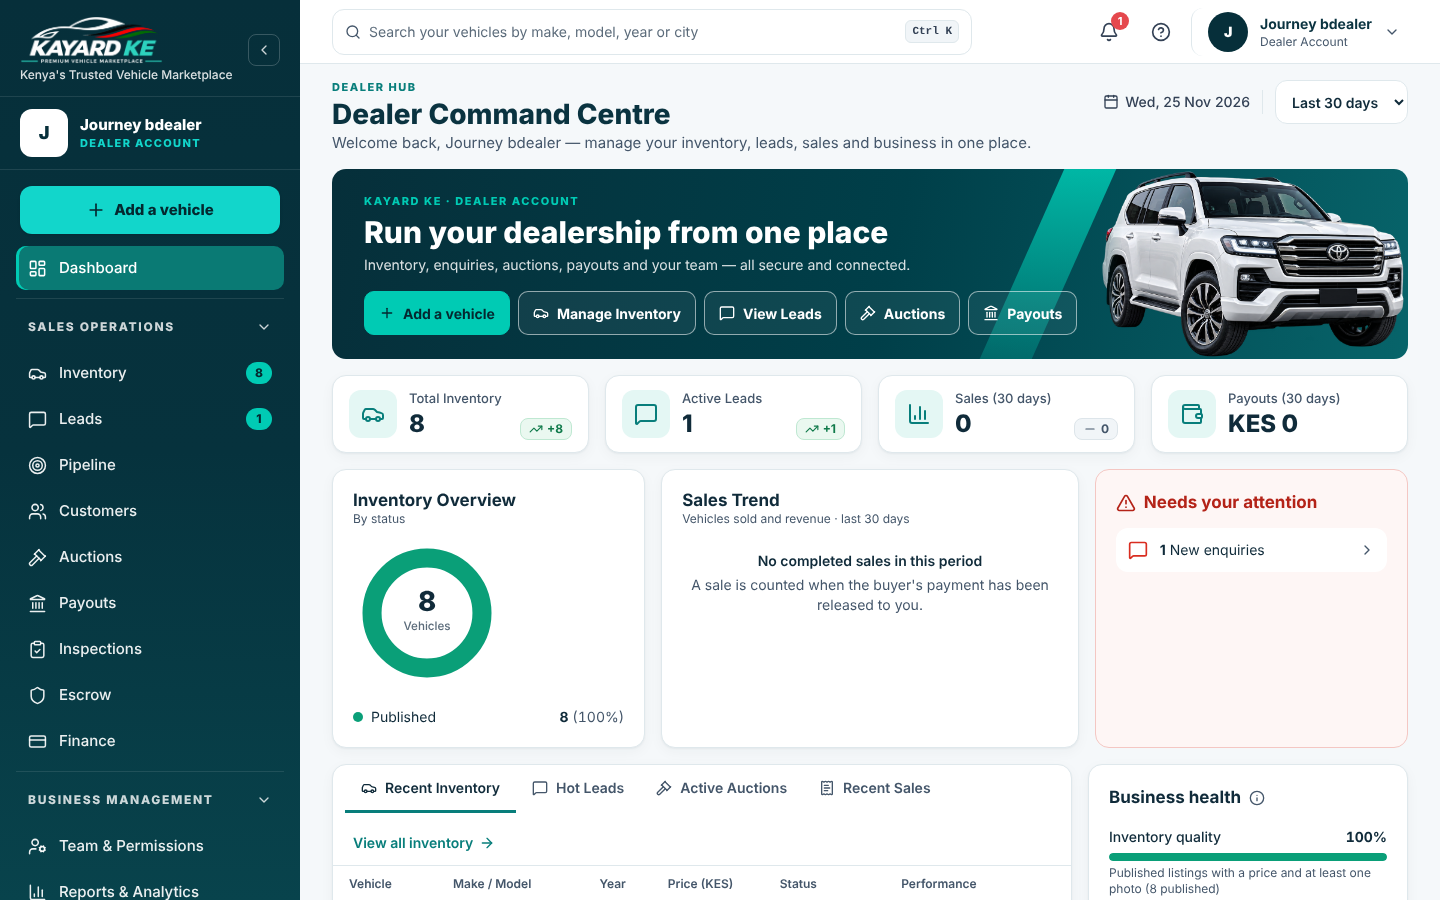 KAYARD KE
PREMIUM VEHICLE MARKETPLACE
Kenya's Trusted Vehicle Marketplace
J
Journey bdealer
DEALER ACCOUNT
Add a vehicle
Dashboard
SALES OPERATIONS
Inventory 8
Leads 1
Pipeline
Customers
Auctions
Payouts
Inspections
Escrow
Finance
BUSINESS MANAGEMENT
Team & Permissions
Reports & Analytics
Search your vehicles by make, model, year or city Ctrl K
1
J
Journey bdealer
Dealer Account
DEALER HUB
Dealer Command Centre
Welcome back, Journey bdealer — manage your inventory, leads, sales and business in one place.
Wed, 25 Nov 2026
Last 30 days
KAYARD KE · DEALER ACCOUNT
Run your dealership from one place
Inventory, enquiries, auctions, payouts and your team — all secure and connected.
Add a vehicle Manage Inventory View Leads Auctions Payouts
Total Inventory
8 +8
Active Leads
1 +1
Sales (30 days)
0 0
Payouts (30 days)
KES 0
Inventory Overview
By status
8
Vehicles
Published 8 (100%)
Sales Trend
Vehicles sold and revenue · last 30 days
No completed sales in this period
A sale is counted when the buyer's payment has been
released to you.
Needs your attention
1 New enquiries
Recent Inventory Hot Leads Active Auctions Recent Sales
View all inventory
Vehicle Make / Model Year Price (KES) Status Performance
Business health
Inventory quality 100%
Published listings with a price and at least one
photo (8 published)